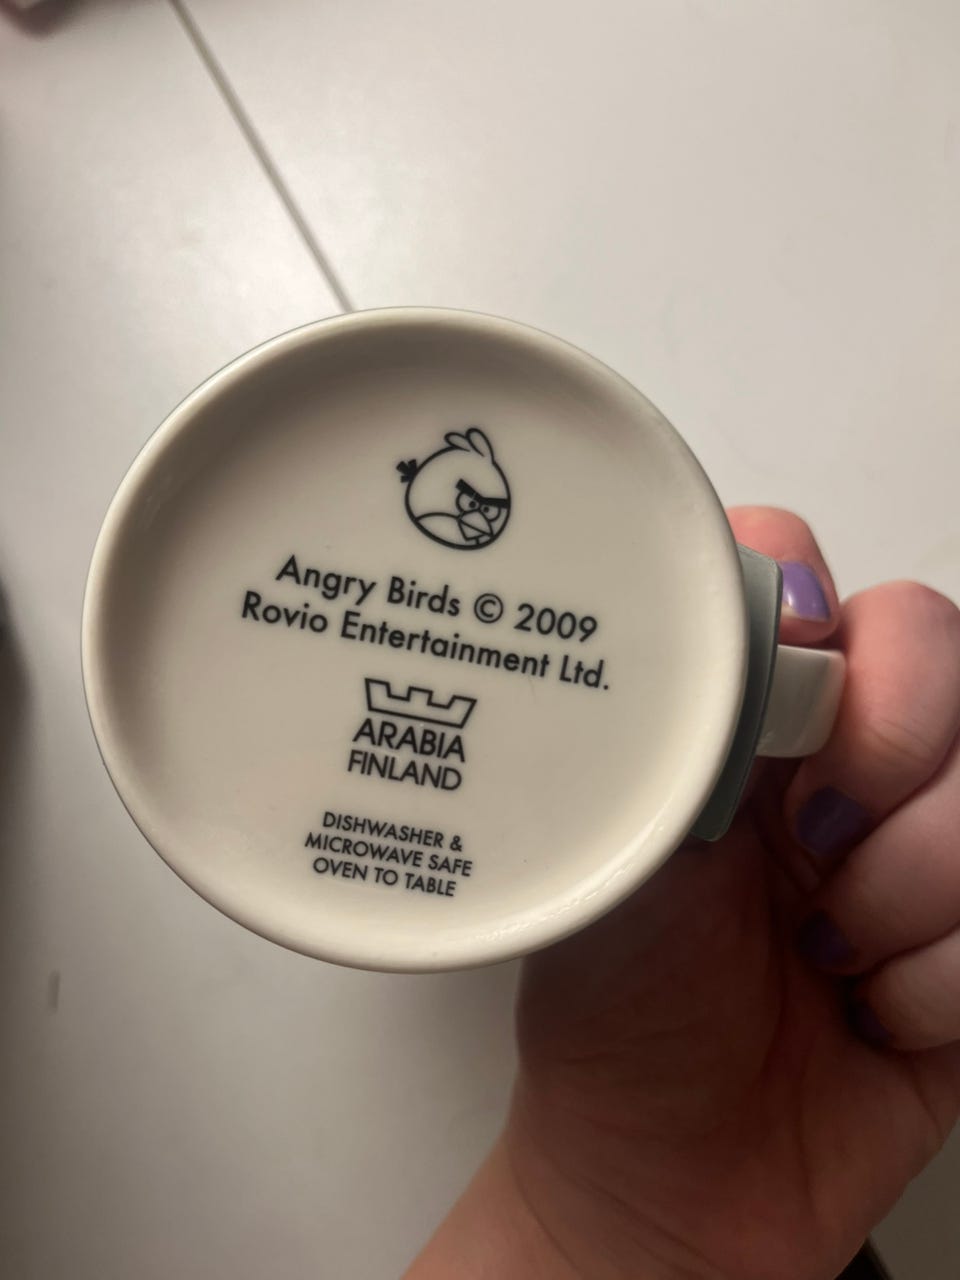 Angry Birds © 2009
Rovio Entertainment Ltd.
ARABIA
FINLAND
DISHWASHER &
MICROWAVE SAFE
OVEN TO TABLE